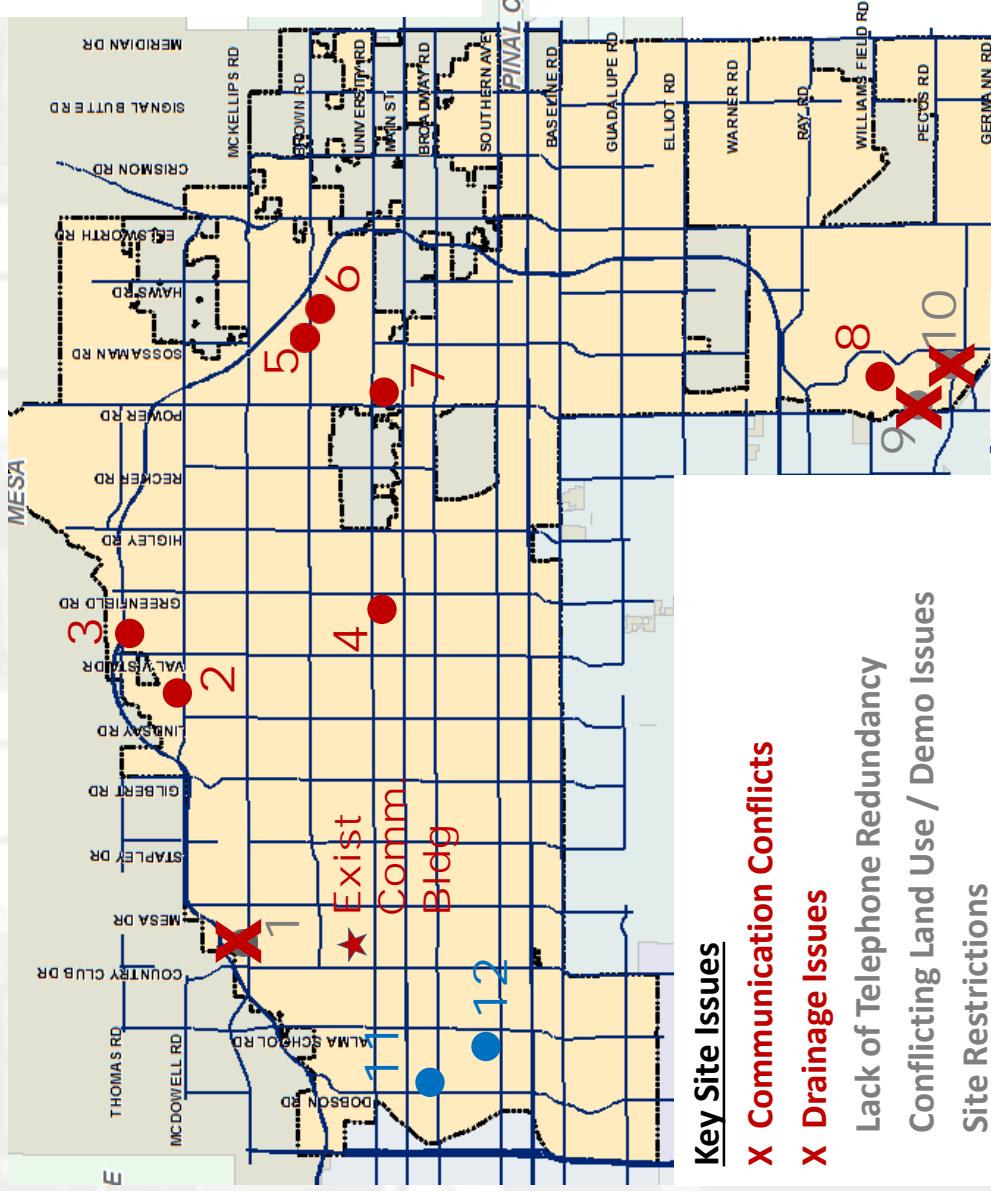 MESA
PINAL C
E
THOMAS RD
MCDOWELL RD
MCKELLIPS RD
BROWN RD
UNIVERSITY RD
MAIN ST
BROADWAY RD
SOUTHERN AVE
BASELINE RD
GUADALUPE RD
ELLIOT RD
WARNER RD
RAY RD
WILLIAMS FIELD RD
PECOS RD
GERMANN RD
DOBSON RD
ALMA SCHOOL RD
COUNTRY CLUB DR
MESA DR
STAPLEY DR
GILBERT RD
LINDSAY RD
VAL VISTA DR
GREENFIELD RD
HIGLEY RD
RECKER RD
POWER RD
SOSSAMAN RD
HAWS RD
ELLSWORTH RD
CRISMON RD
SIGNAL BUTTE RD
MERIDIAN DR
1
2
3
4
5
6
7
8
9
10
11
12
Exist
Comm
Bldg
Key Site Issues
X Communication Conflicts
X Drainage Issues
Lack of Telephone Redundancy
Conflicting Land Use / Demo Issues
Site Restrictions